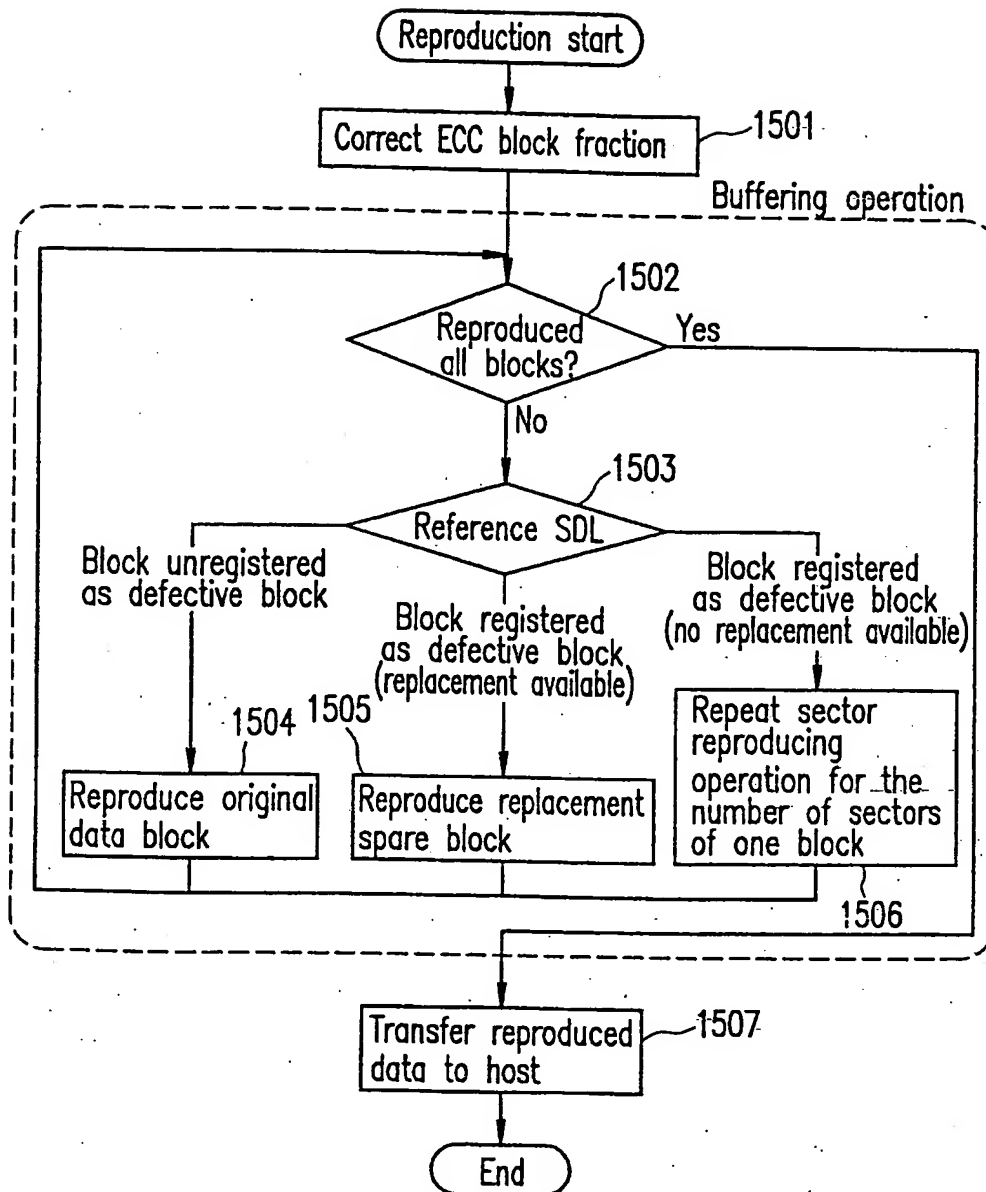 Reproduction start
Correct ECC block fraction
1501
Buffering operation
1502
Reproduced
all blocks?
Yes
No
1503
Reference SDL
Block unregistered
as defective block
Block registered
as defective block
(replacement available)
Block registered
as defective block
(no replacement available)
1504
Reproduce original
data block
1505
Reproduce replacement
spare block
Repeat sector
reproducing
operation for the
number of sectors
of one block
1506
Transfer reproduced
data to host
1507
End